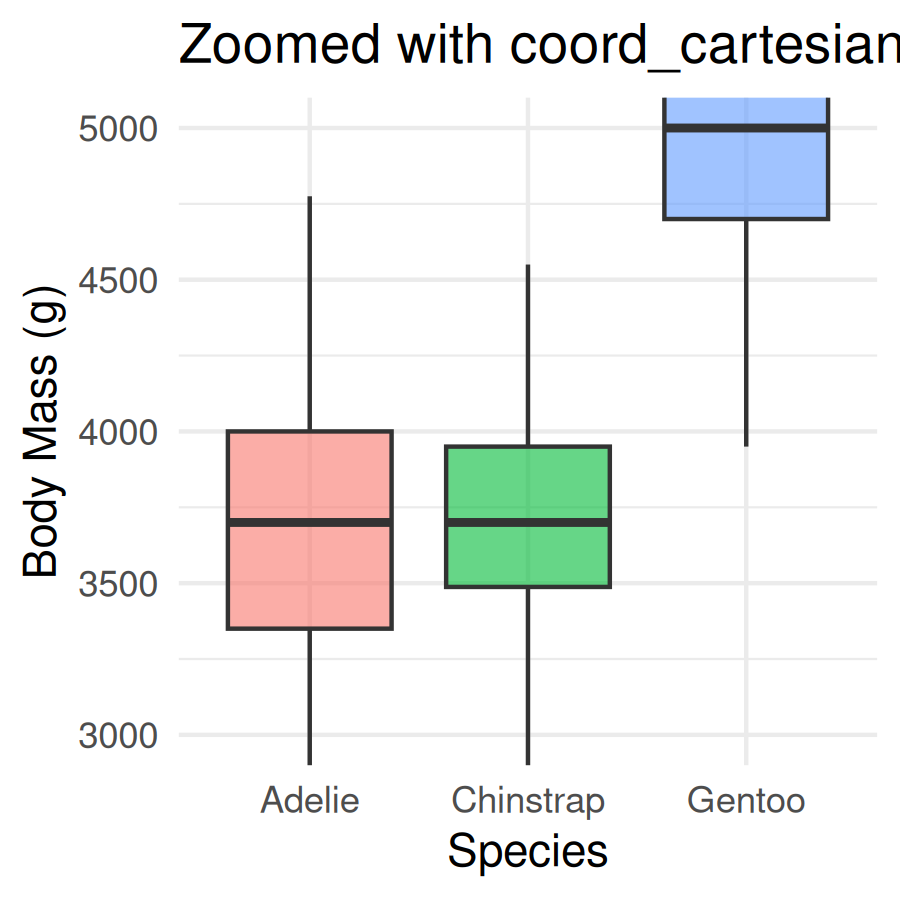 Zoomed with coord_cartesian
Body Mass (g)
5000
4500
4000
3500
3000
Adelie Chinstrap Gentoo
Species